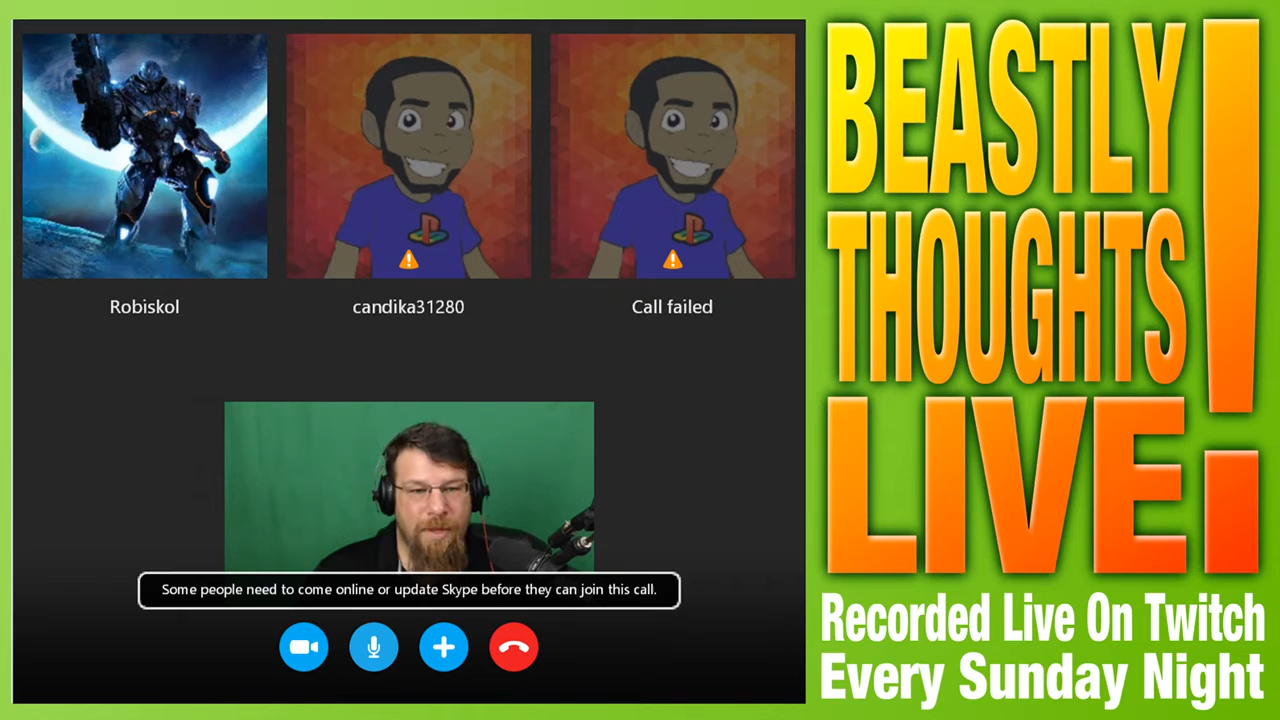 Robiskol
candika31280
Call failed
Some people need to come online or update Skype before they can join this call.
BEASTLY
THOUGHTS
LIVE!
Recorded Live On Twitch
Every Sunday Night